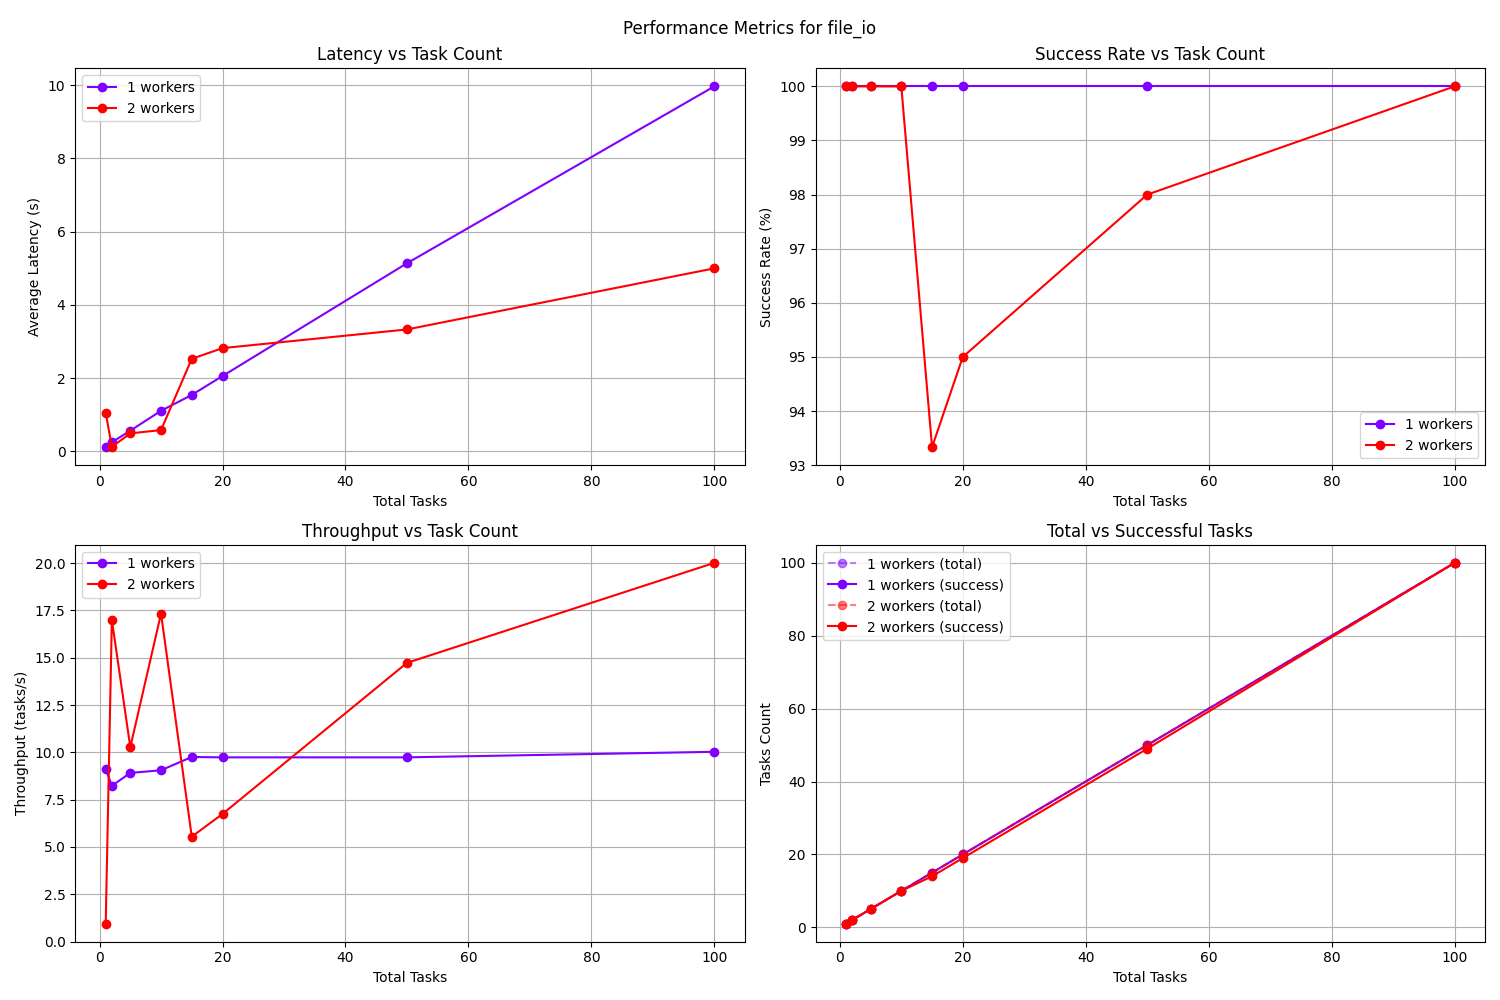 Performance Metrics for file_io
Latency vs Task Count
10
8
6
4
2
0
Average Latency (s)
1 workers
2 workers
0 20 40 60 80 100
Total Tasks
Success Rate vs Task Count
100
99
98
97
96
95
94
93
Success Rate (%)
1 workers
2 workers
0 20 40 60 80 100
Total Tasks
Throughput vs Task Count
20.0
17.5
15.0
12.5
10.0
7.5
5.0
2.5
0.0
Throughput (tasks/s)
1 workers
2 workers
0 20 40 60 80 100
Total Tasks
Total vs Successful Tasks
100
80
60
40
20
0
Tasks Count
1 workers (total)
1 workers (success)
2 workers (total)
2 workers (success)
0 20 40 60 80 100
Total Tasks